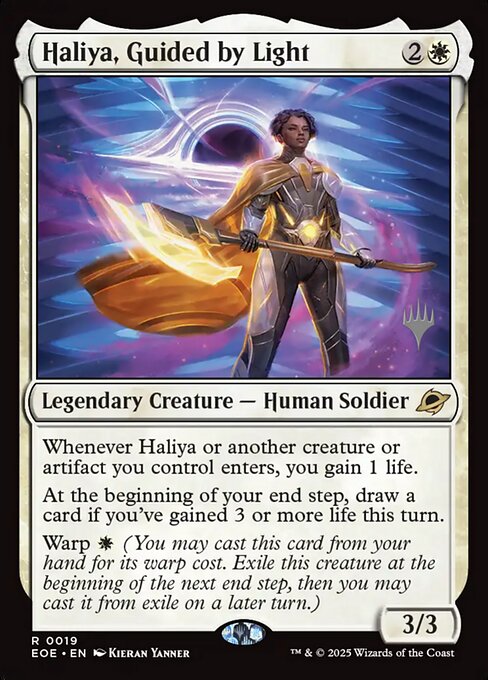 Haliya, Guided by Light 2
Legendary Creature — Human Soldier
Whenever Haliya or another creature or
artifact you control enters, you gain 1 life.
At the beginning of your end step, draw a
card if you've gained 3 or more life this turn.
Warp (You may cast this card from your
hand for its warp cost. Exile this creature at the
beginning of the next end step, then you may
cast it from exile on a later turn.)
3/3
R 0019
EOE • EN KIERAN YANNER
™ & © 2025 Wizards of the Coast